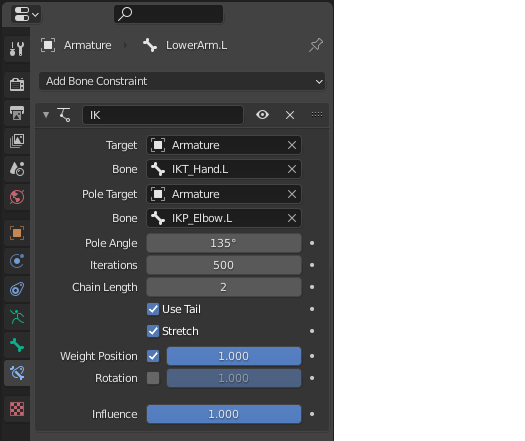 Armature LowerArm.L
Add Bone Constraint
IK
Target Armature
Bone IKT_Hand.L
Pole Target Armature
Bone IKP_Elbow.L
Pole Angle 135°
Iterations 500
Chain Length 2
Use Tail
Stretch
Weight Position 1.000
Rotation 1.000
Influence 1.000